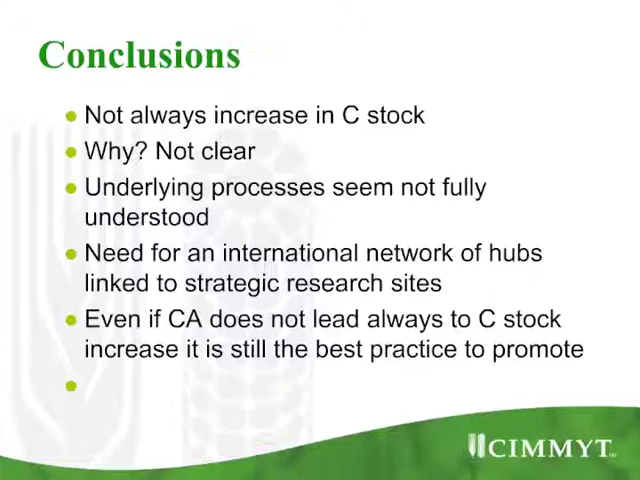 Conclusions
Not always increase in C stock
Why? Not clear
Underlying processes seem not fully
understood
Need for an international network of hubs
linked to strategic research sites
Even if CA does not lead always to C stock
increase it is still the best practice to promote
CIMMYT